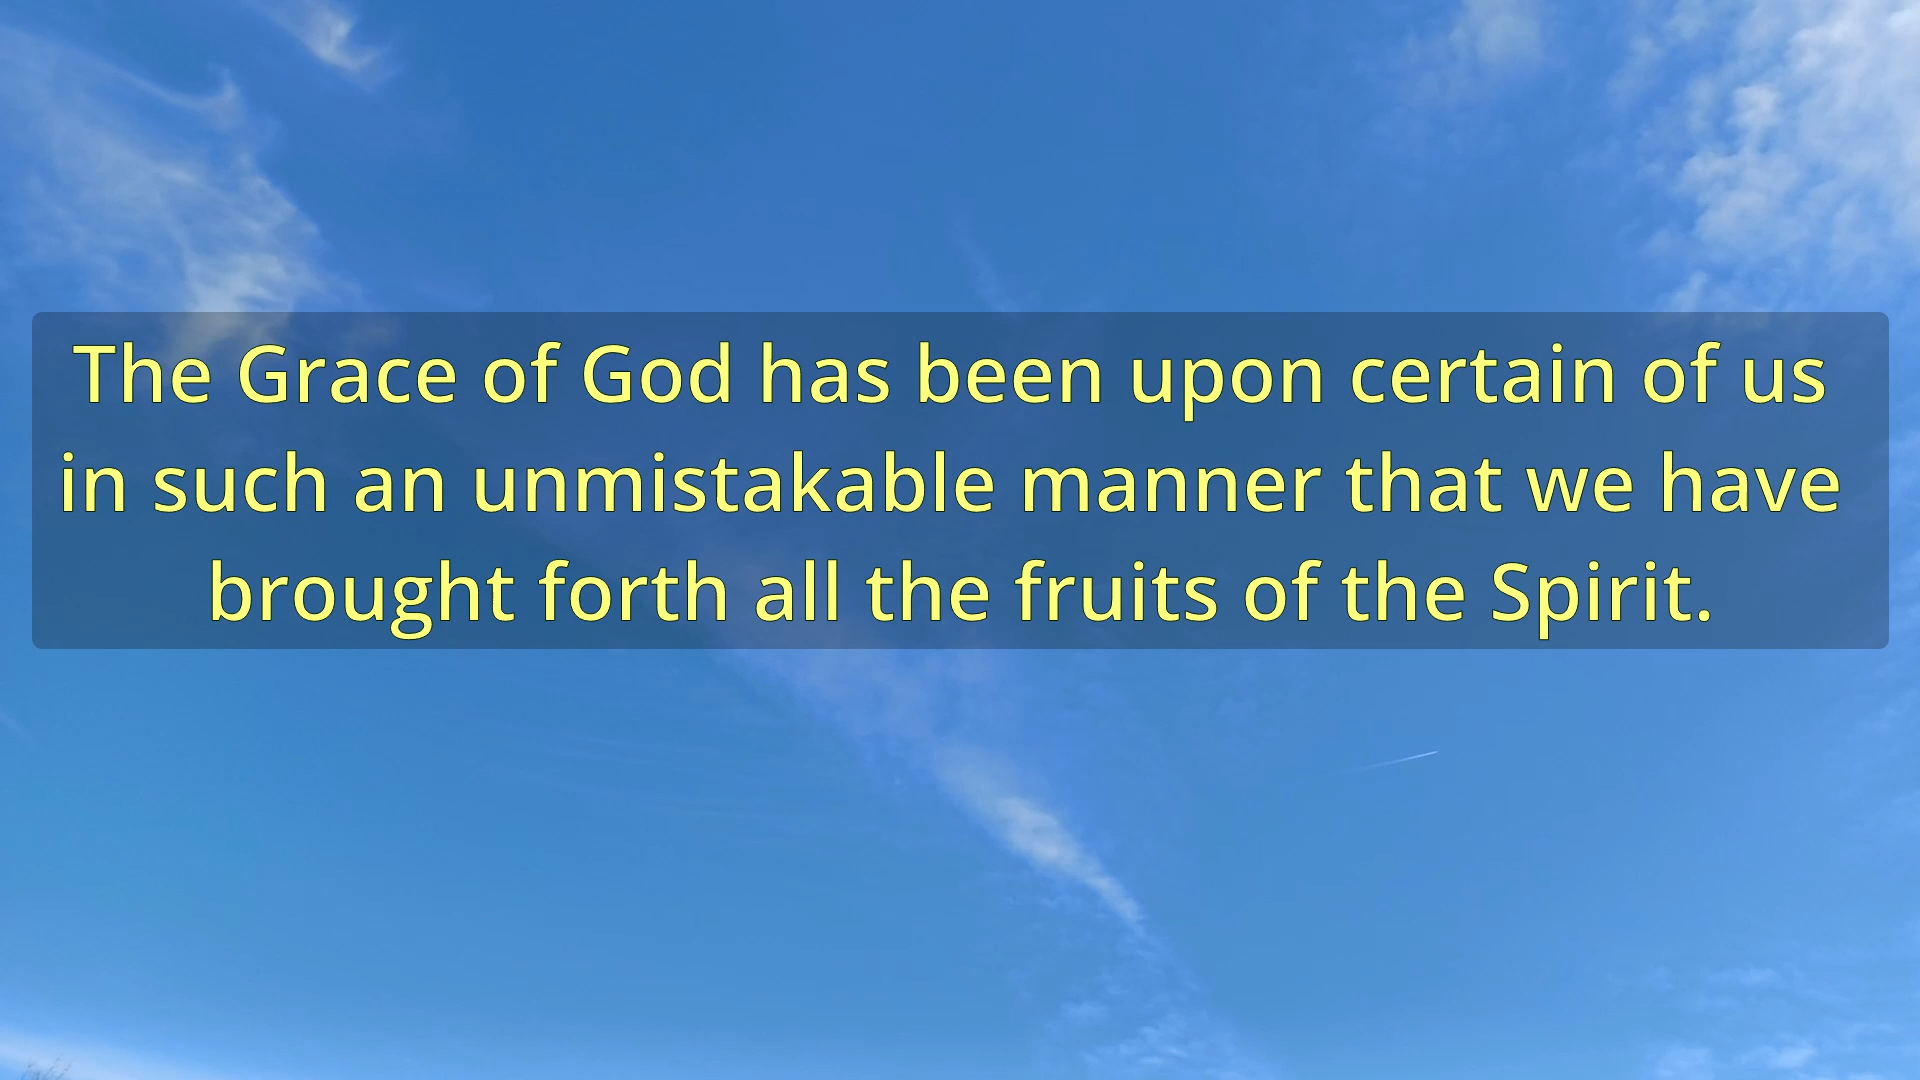 The Grace of God has been upon certain of us
in such an unmistakable manner that we have
brought forth all the fruits of the Spirit.